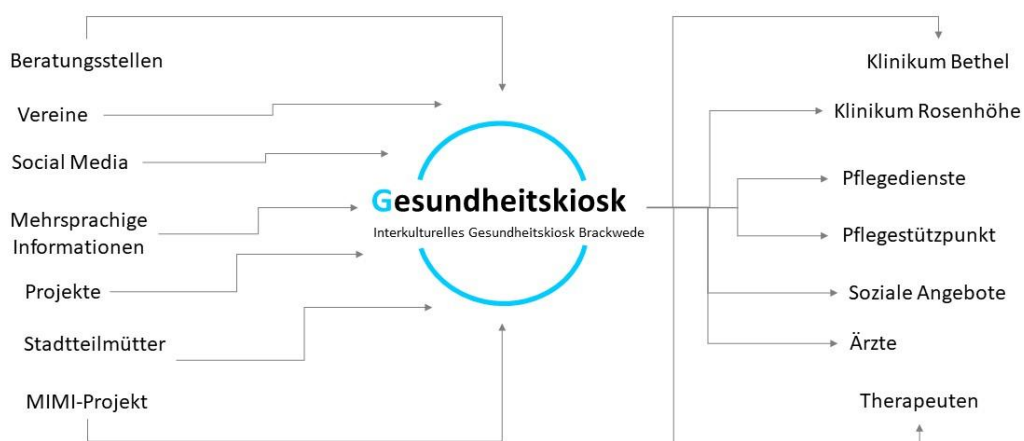 Beratungsstellen
Vereine
Social Media
Mehrsprachige
Informationen
Projekte
Stadtteilmütter
MIMI-Projekt
Gesundheitskiosk
Interkulturelles Gesundheitskiosk Brackwede
Klinikum Bethel
Klinikum Rosenhöhe
Pflegedienste
Pflegestützpunkt
Soziale Angebote
Ärzte
Therapeuten